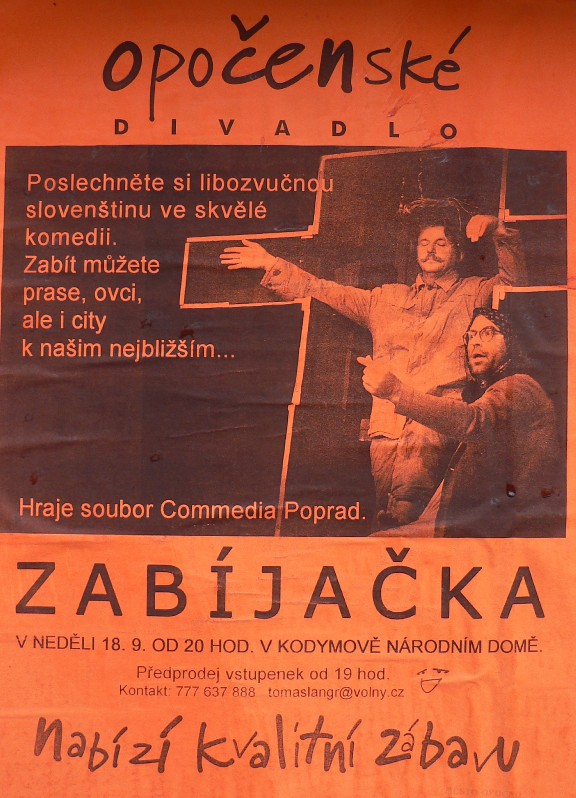 opočenské
DIVADLO
Poslechněte si libozvučnou
slovenštinu ve skvělé
komedii.
Zabít můžete
prase, ovci,
ale i city
k našim nejbližším...
Hraje soubor Commedia Poprad.
ZABÍJAČKA
V NEDĚLI 18. 9. OD 20 HOD. V KODYMOVĚ NÁRODNÍM DOMĚ.
Předprodej vstupenek od 19 hod.
Kontakt: 777 637 888 tomaslangr@volny.cz
nabízí kvalitní zábavu